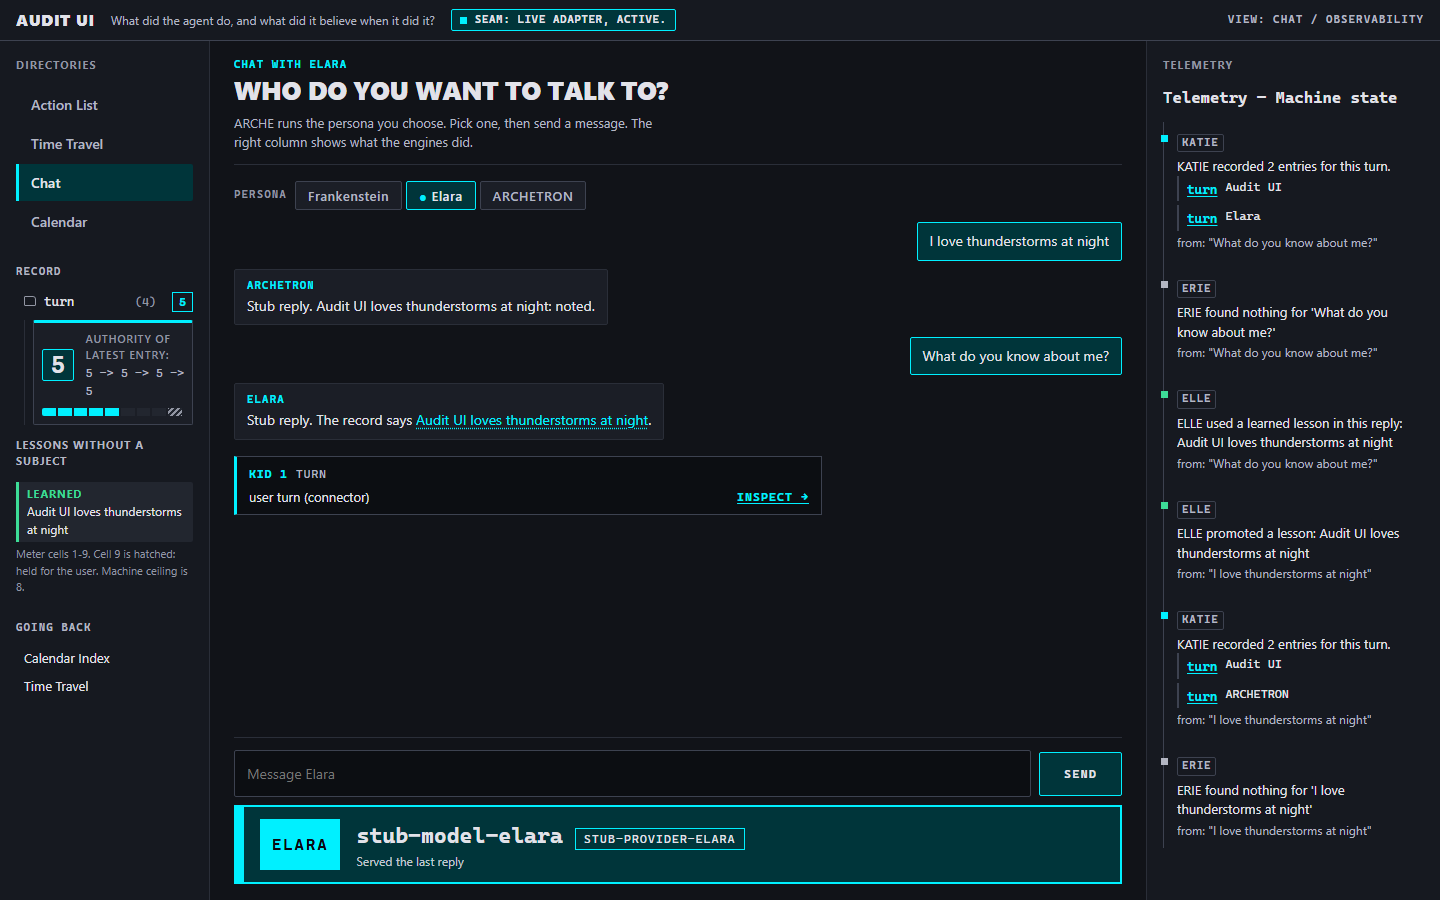 AUDIT UI
What did the agent do, and what did it believe when it did it?
SEAM: LIVE ADAPTER, ACTIVE.
VIEW: CHAT / OBSERVABILITY
DIRECTORIES
Action List
Time Travel
Chat
Calendar
RECORD
turn (4) 5
5
AUTHORITY OF
LATEST ENTRY:
5 -> 5 -> 5 ->
5
LESSONS WITHOUT A
SUBJECT
LEARNED
Audit UI loves thunderstorms
at night
Meter cells 1-9. Cell 9 is hatched:
held for the user. Machine ceiling is
8.
GOING BACK
Calendar Index
Time Travel
CHAT WITH ELARA
WHO DO YOU WANT TO TALK TO?
ARCHE runs the persona you choose. Pick one, then send a message. The
right column shows what the engines did.
PERSONA
Frankenstein
Elara
ARCHETRON
I love thunderstorms at night
ARCHETRON
Stub reply. Audit UI loves thunderstorms at night: noted.
What do you know about me?
ELARA
Stub reply. The record says Audit UI loves thunderstorms at night.
KID 1 TURN
user turn (connector)
INSPECT →
Message Elara
SEND
ELARA
stub-model-elara
STUB-PROVIDER-ELARA
Served the last reply
TELEMETRY
Telemetry — Machine state
KATIE
KATIE recorded 2 entries for this turn.
turn Audit UI
turn Elara
from: "What do you know about me?"
ERIE
ERIE found nothing for 'What do you
know about me?'
from: "What do you know about me?"
ELLE
ELLE used a learned lesson in this reply:
Audit UI loves thunderstorms at night
from: "What do you know about me?"
ELLE
ELLE promoted a lesson: Audit UI loves
thunderstorms at night
from: "I love thunderstorms at night"
KATIE
KATIE recorded 2 entries for this turn.
turn Audit UI
turn ARCHETRON
from: "I love thunderstorms at night"
ERIE
ERIE found nothing for 'I love
thunderstorms at night'
from: "I love thunderstorms at night"